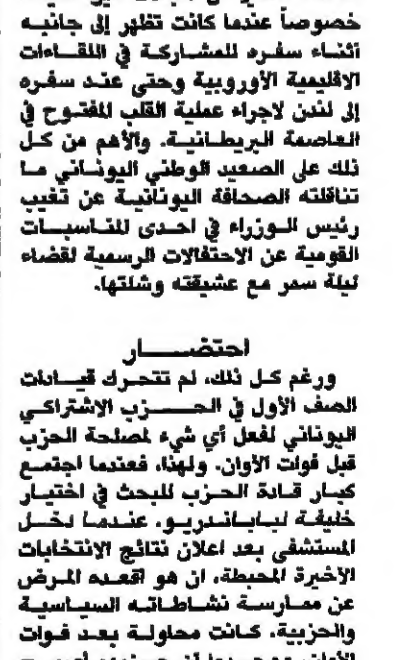 خصوصاً عندما كانت تظهر إلى جانبه
أثناء سفره للمشاركة في اللقاءات
الاقليمية الأوروبية وحتى عند سفره
إلى لندن لاجراء عملية القلب المفتوح في
العاصمة البريطانية. والأهم من كل
ذلك على الصعيد الوطني اليوناني ما
تناقلته الصحافة اليونانية عن تغيب
رئيس الوزراء في احدى المناسبات
القومية عن الاحتفالات الرسمية لقضاء
ليلة سمر مع عشيقته وشلتها.
احتضار
ورغم كل ذلك، لم تتحرك قيادات
الصف الأول في الحزب الإشتراكي
اليوناني لفعل أي شيء لمصلحة الحزب
قبل فوات الأوان. ولهذا، فعندما اجتمع
كبار قادة الحزب للبحث في اختيار
خليفة لباباندريو، عندما دخل
المستشفى بعد اعلان نتائج الانتخابات
الأخيرة المحبطة، ان هو اقعده المرض
عن ممارسة نشاطاته السياسية
والحزبية، كانت محاولة بعد فوات